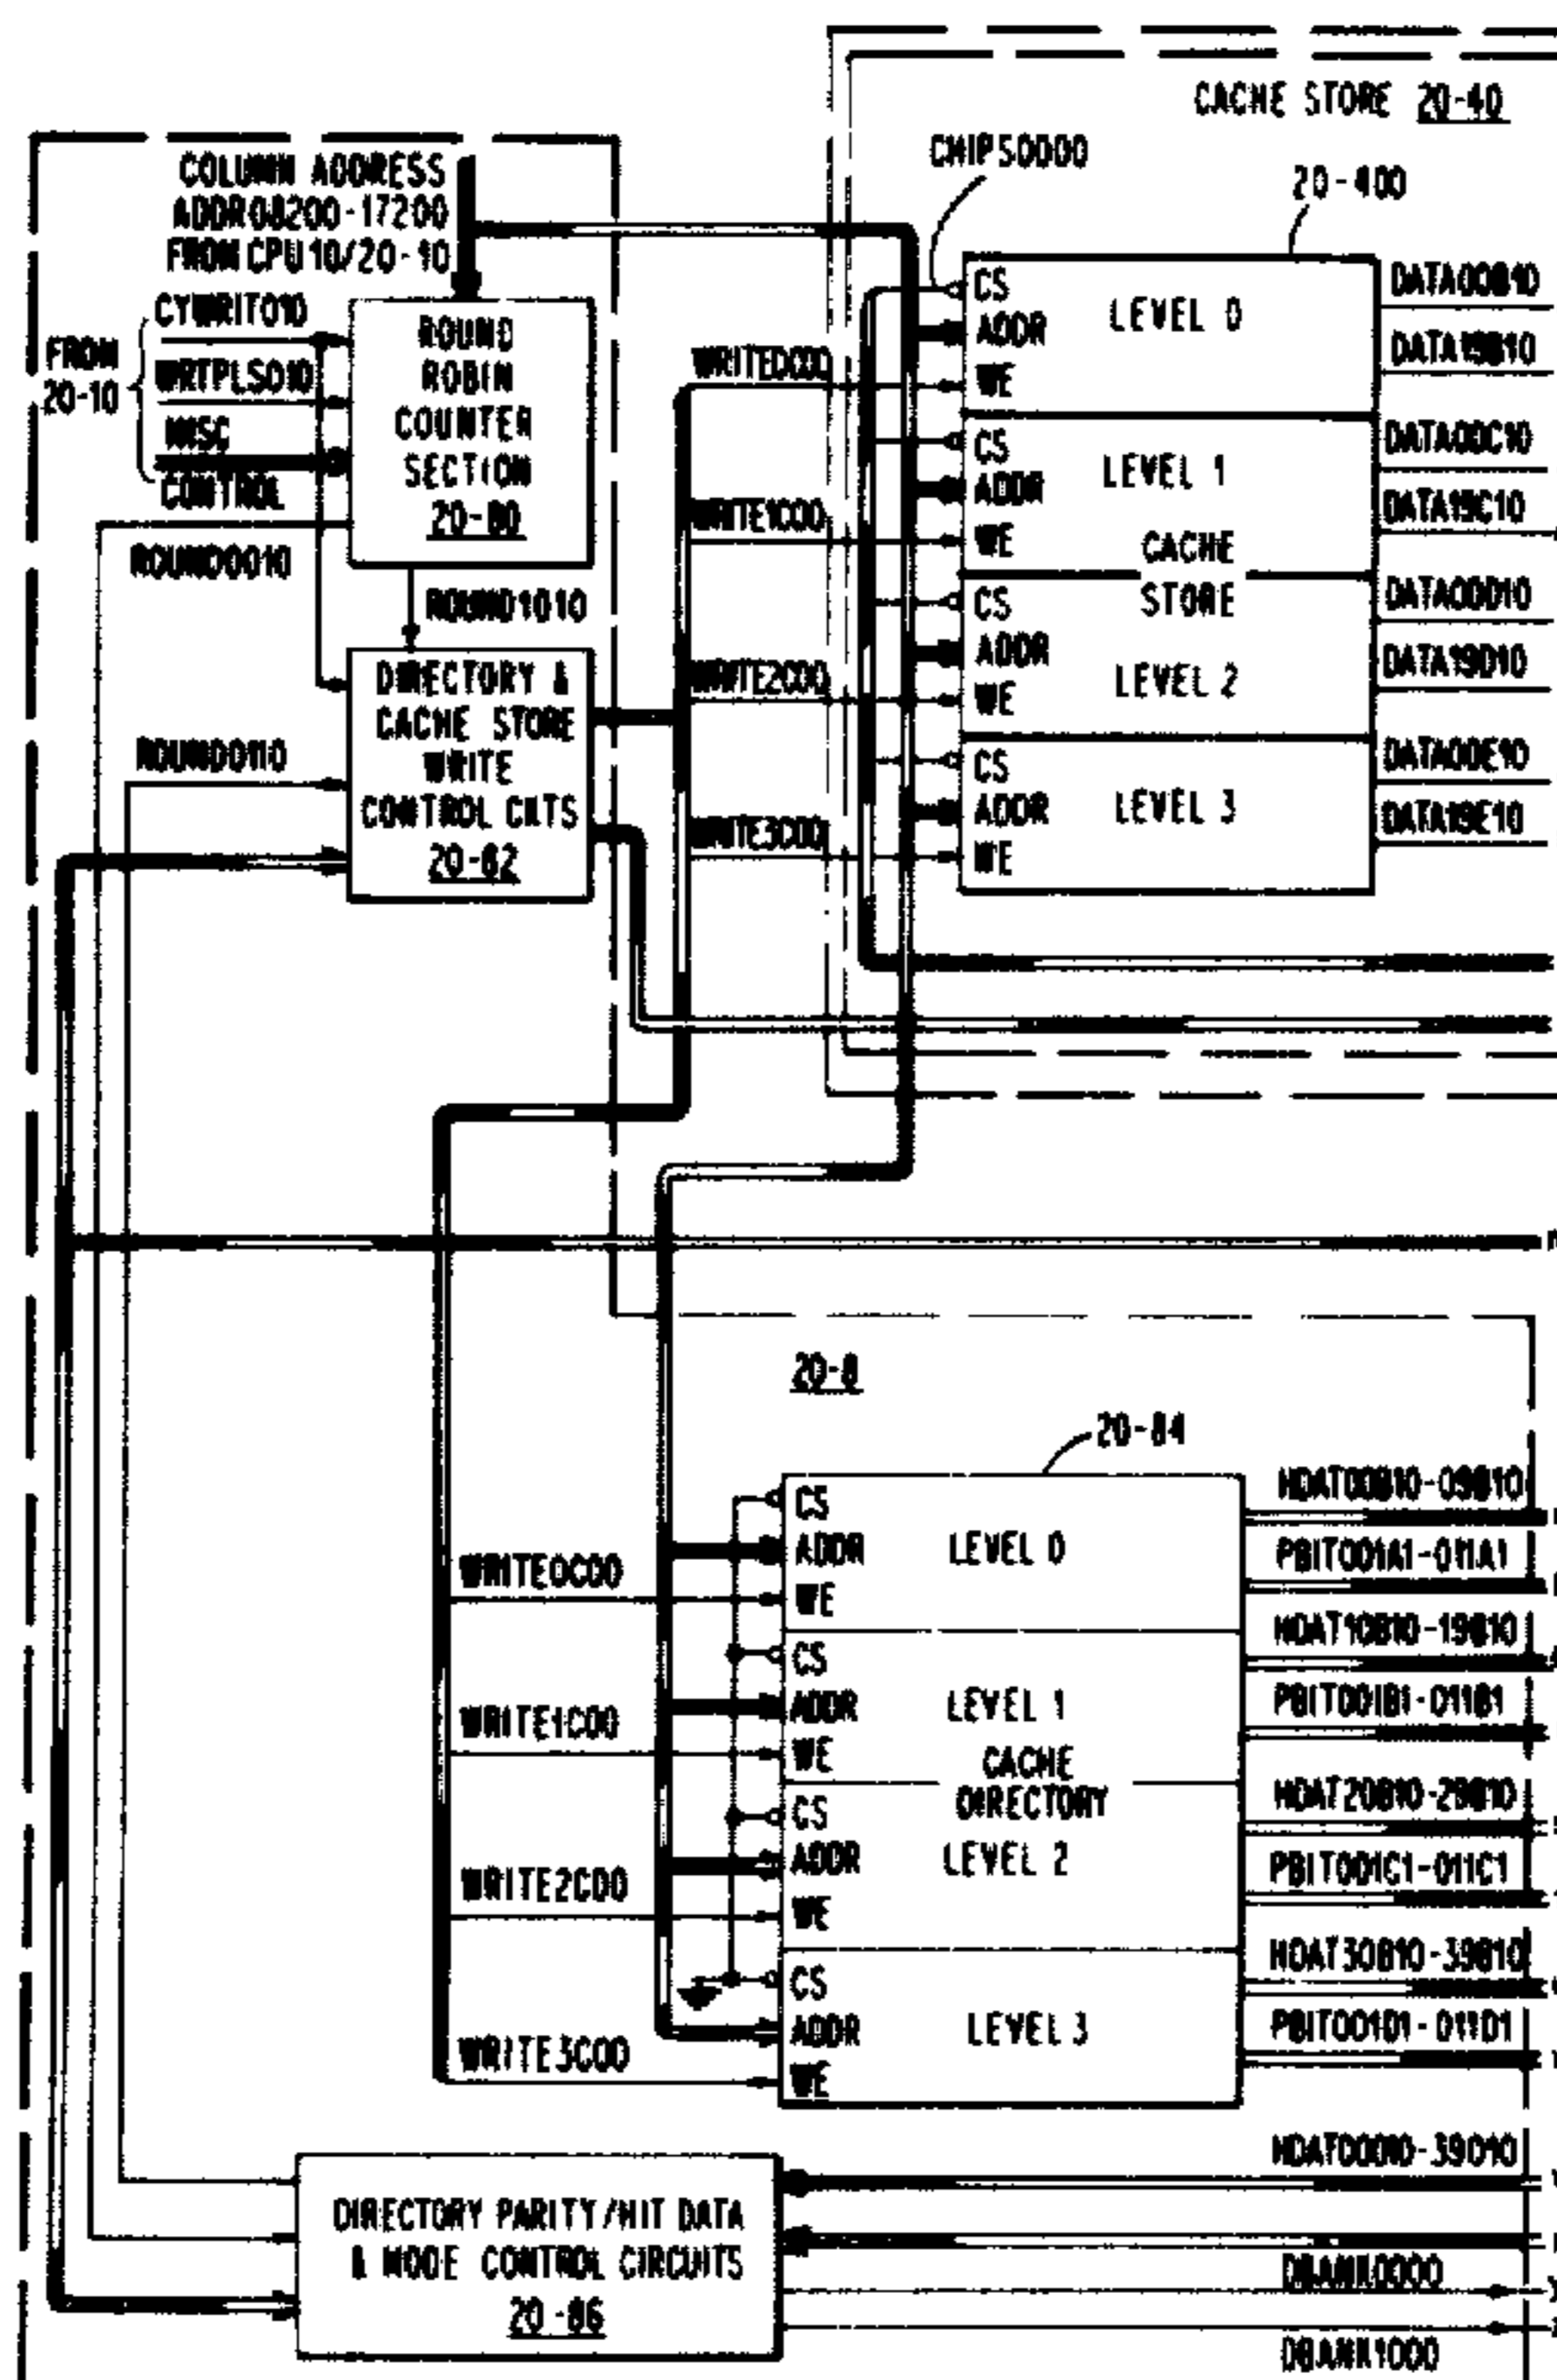 CACHE STORE 20-40
CHIPS0000
20-400
COLUMN ADDRESS
ADDR08200-17200
FROM CPU 10/20-10
CYWRIT010
FROM
20-10
WRTPLS010
MISC
CONTROL
ROUND
ROBIN
COUNTER
SECTION
20-80
ROUND0010
ROUND1010
DIRECTORY &
CACHE STORE
WRITE
CONTROL CKTS
20-82
ROUND0110
WRITE0C00
WRITE1C00
WRITE2C00
WRITE3C00
CS
ADDR
WE
LEVEL 0
CS
ADDR
WE
LEVEL 1
CACHE
STORE
CS
ADDR
WE
LEVEL 2
CS
ADDR
WE
LEVEL 3
DATA00B10
DATA19B10
DATA00C10
DATA19C10
DATA00D10
DATA19D10
DATA00E10
DATA19E10
20-8
20-84
WRITE0C00
WRITE1C00
WRITE2C00
WRITE3C00
CS
ADDR
WE
LEVEL 0
CS
ADDR
WE
LEVEL 1
CACHE
DIRECTORY
CS
ADDR
WE
LEVEL 2
CS
ADDR
WE
LEVEL 3
HDAT00B10-09B10
PBIT001A1-011A1
HDAT10B10-19B10
PBIT001B1-011B1
HDAT20B10-29B10
PBIT001C1-011C1
HDAT30B10-39B10
PBIT001D1-011D1
HDAT00010-39010
DIRECTORY PARITY/HIT DATA
& MODE CONTROL CIRCUITS
20-86
DBANK0000
DBANK1000